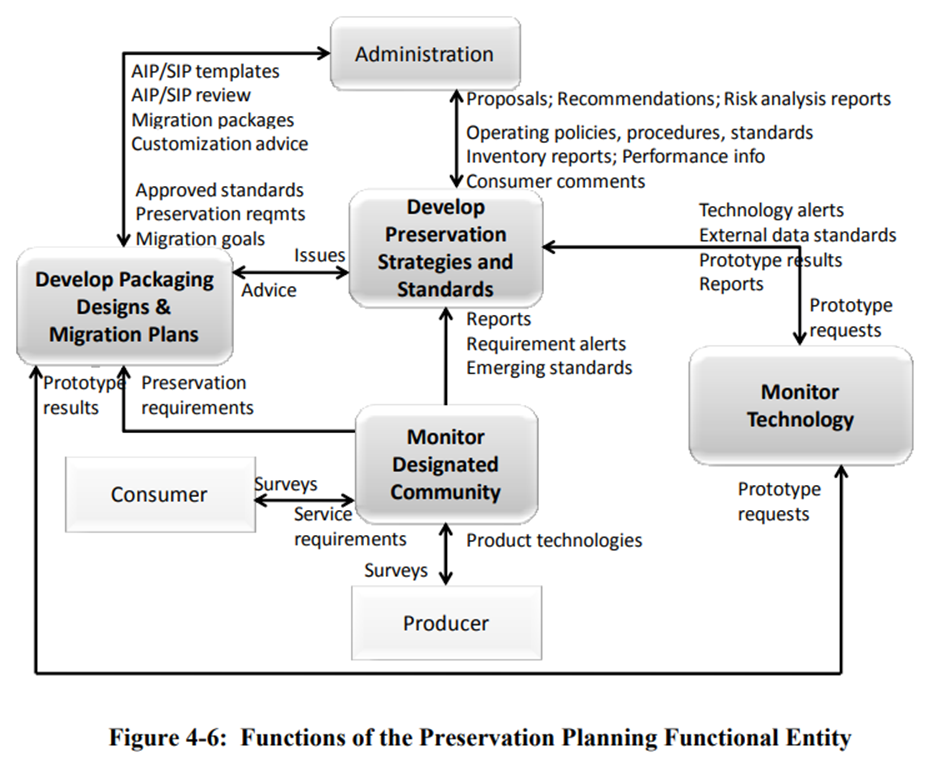 Administration
AIP/SIP templates
AIP/SIP review
Migration packages
Customization advice
Proposals; Recommendations; Risk analysis reports
Operating policies, procedures, standards
Inventory reports; Performance info
Consumer comments
Approved standards
Preservation reqmts
Migration goals
Develop
Preservation
Strategies and
Standards
Technology alerts
External data standards
Prototype results
Reports
Issues
Advice
Develop Packaging
Designs &
Migration Plans
Prototype
requests
Reports
Requirement alerts
Emerging standards
Monitor
Technology
Prototype
results
Preservation
requirements
Monitor
Designated
Community
Consumer
Surveys
Service
requirements
Prototype
requests
Product technologies
Surveys
Producer
Figure 4-6: Functions of the Preservation Planning Functional Entity